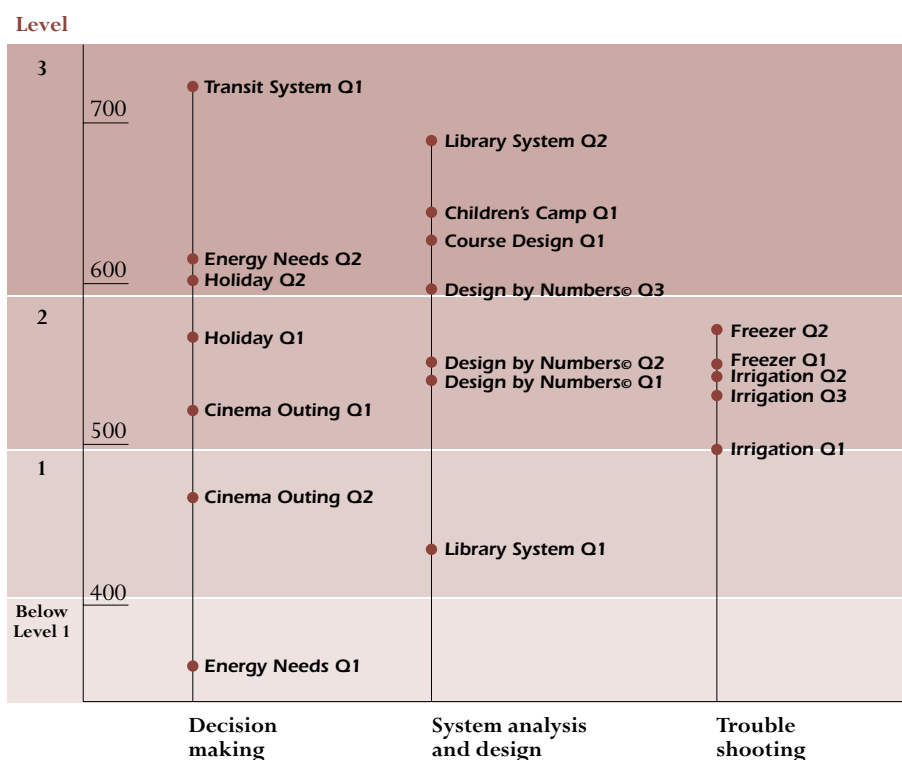 Level
3
Transit System Q1
700
Library System Q2
Children's Camp Q1
Course Design Q1
Energy Needs Q2
600
Holiday Q2
Design by Numbers© Q3
2
Freezer Q2
Holiday Q1
Freezer Q1
Design by Numbers© Q2
Irrigation Q2
Design by Numbers© Q1
Irrigation Q3
Cinema Outing Q1
500
Irrigation Q1
1
Cinema Outing Q2
Library System Q1
400
Below
Level 1
Energy Needs Q1
Decision
making
System analysis
and design
Trouble
shooting